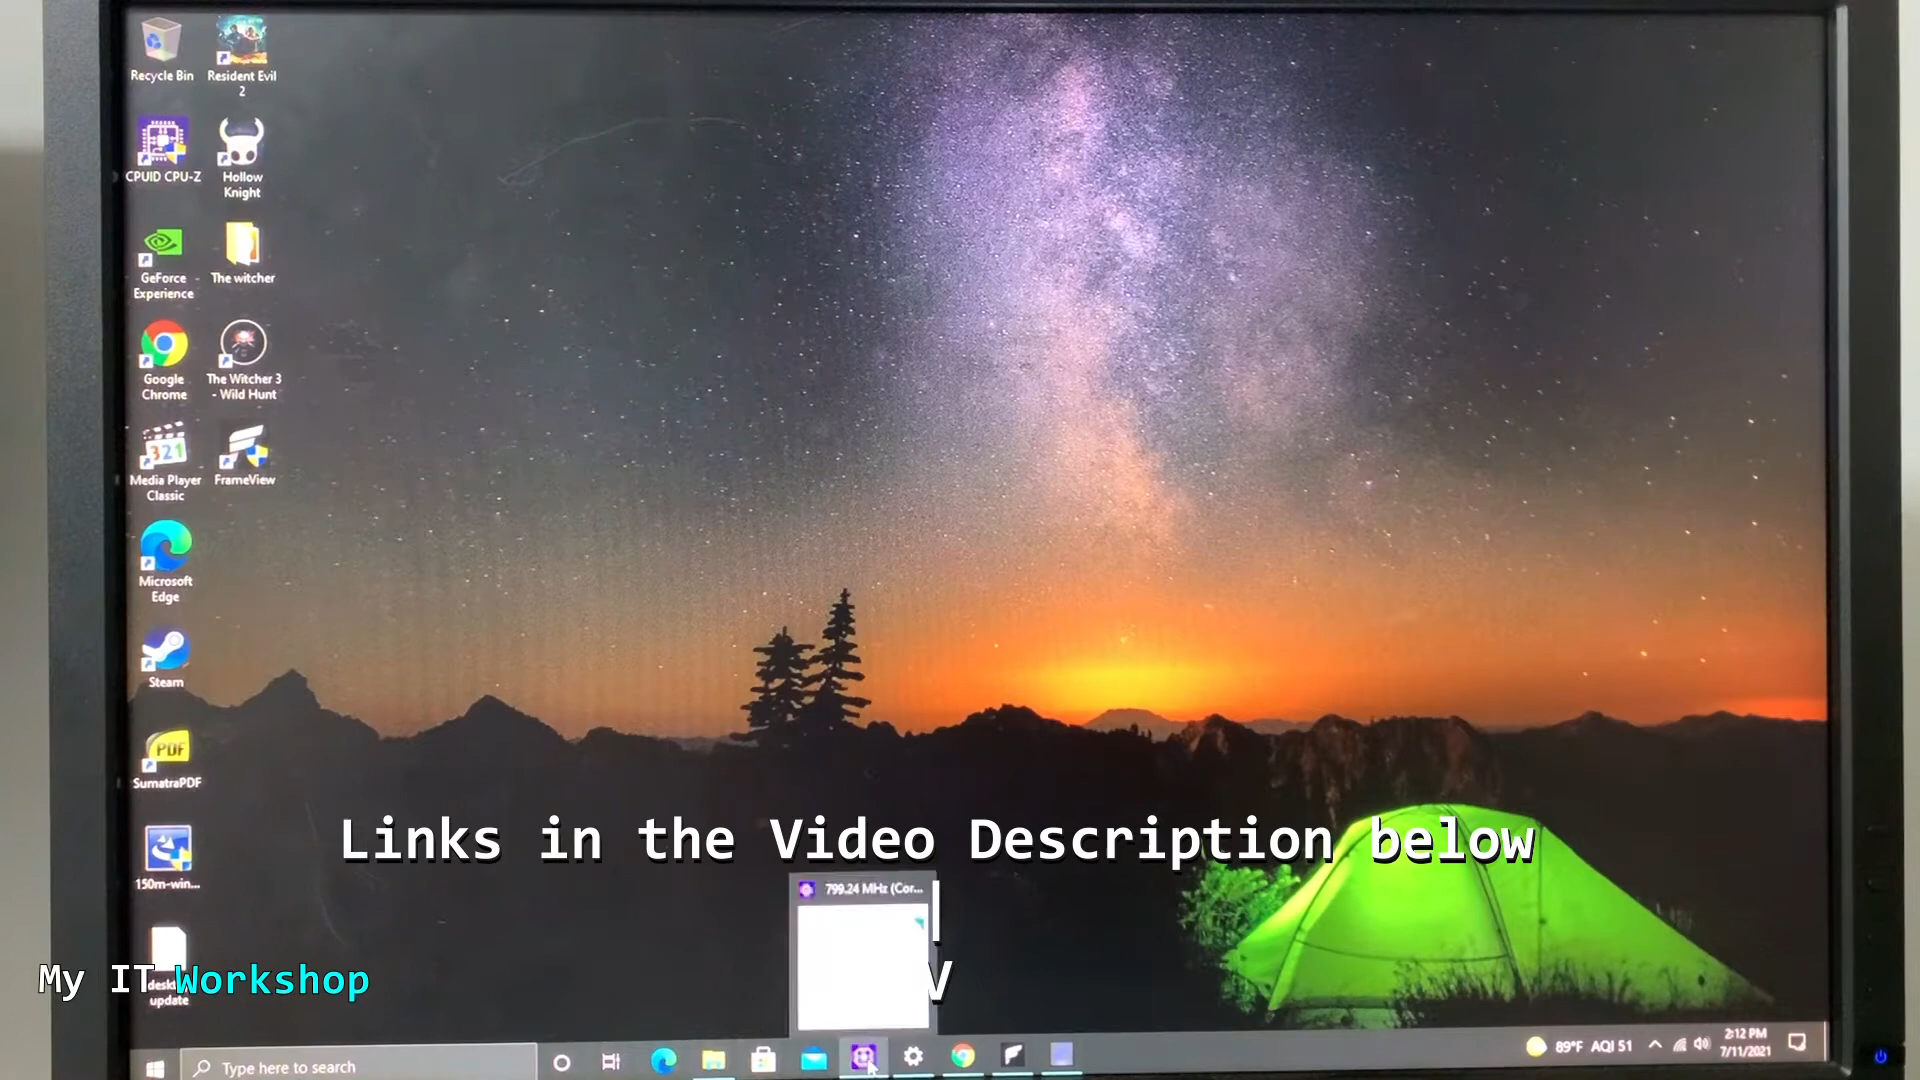 Recycle Bin
Resident Evil
2
CPUID CPU-Z
Hollow
Knight
GeForce
Experience
The witcher
Google
Chrome
The Witcher 3
- Wild Hunt
321
Media Player
Classic
FrameView
Microsoft
Edge
Steam
PDF
SumatraPDF
150m-win...
update
Links in the Video Description below
799.24 MHz (Cor...
V
My IT Workshop
Type here to search
89°F AQI 51
2:12 PM
7/11/2021